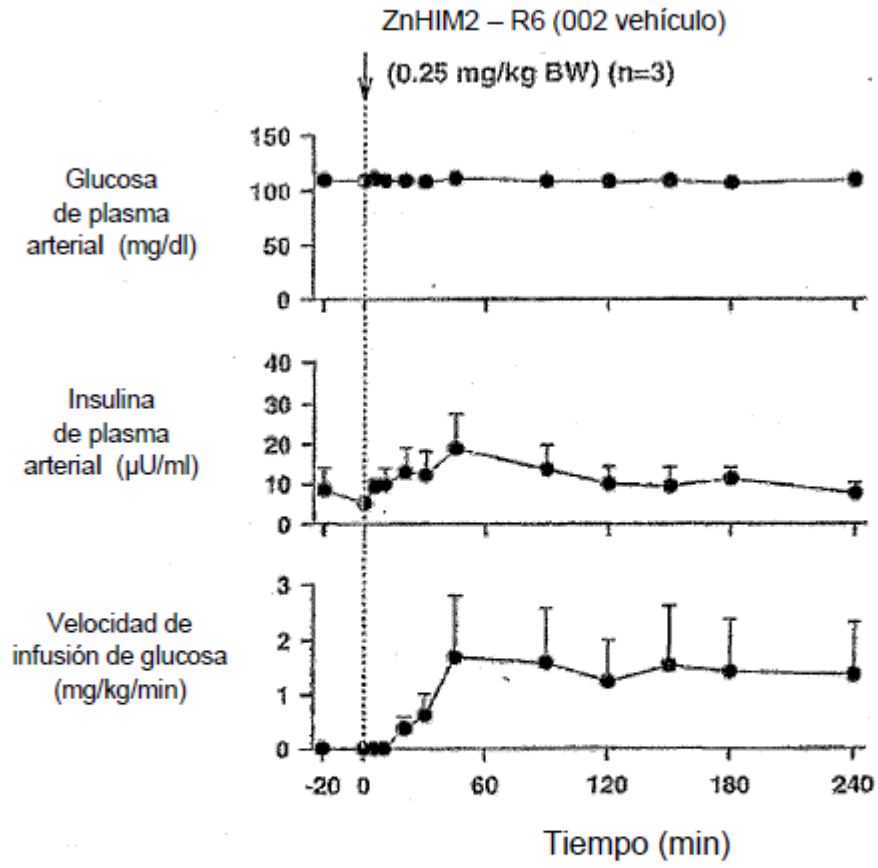 ZnHIM2 – R6 (002 vehículo)
(0.25 mg/kg BW) (n=3)
Glucosa
de plasma
arterial (mg/dl)
150
100
50
0
Insulina
de plasma
arterial (µU/ml)
40
30
20
10
0
Velocidad de
infusión de glucosa
(mg/kg/min)
3
2
1
0
-20 0 60 120 180 240
Tiempo (min)